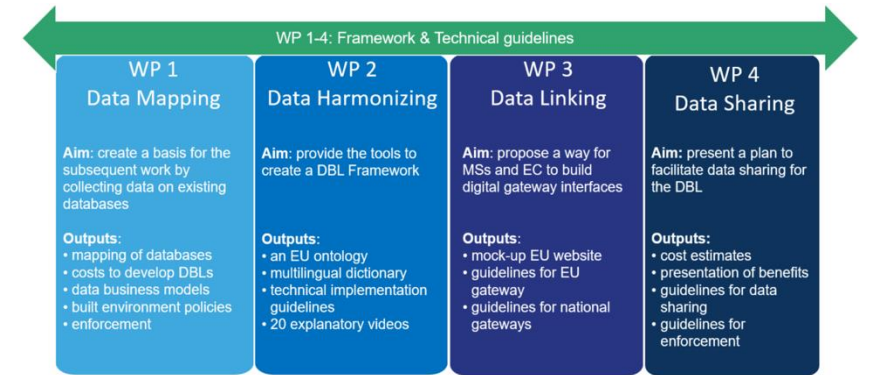 WP 1-4: Framework & Technical guidelines
WP 1
Data Mapping
Aim: create a basis for the
subsequent work by
collecting data on existing
databases
Outputs:
• mapping of databases
• costs to develop DBLs
• data business models
• built environment policies
• enforcement
WP 2
Data Harmonizing
Aim: provide the tools to
create a DBL Framework
Outputs:
• an EU ontology
• multilingual dictionary
• technical implementation
guidelines
• 20 explanatory videos
WP 3
Data Linking
Aim: propose a way for
MSs and EC to build
digital gateway interfaces
Outputs:
• mock-up EU website
• guidelines for EU
gateway
• guidelines for national
gateways
WP 4
Data Sharing
Aim: present a plan to
facilitate data sharing for
the DBL
Outputs:
• cost estimates
• presentation of benefits
• guidelines for data
sharing
• guidelines for
enforcement